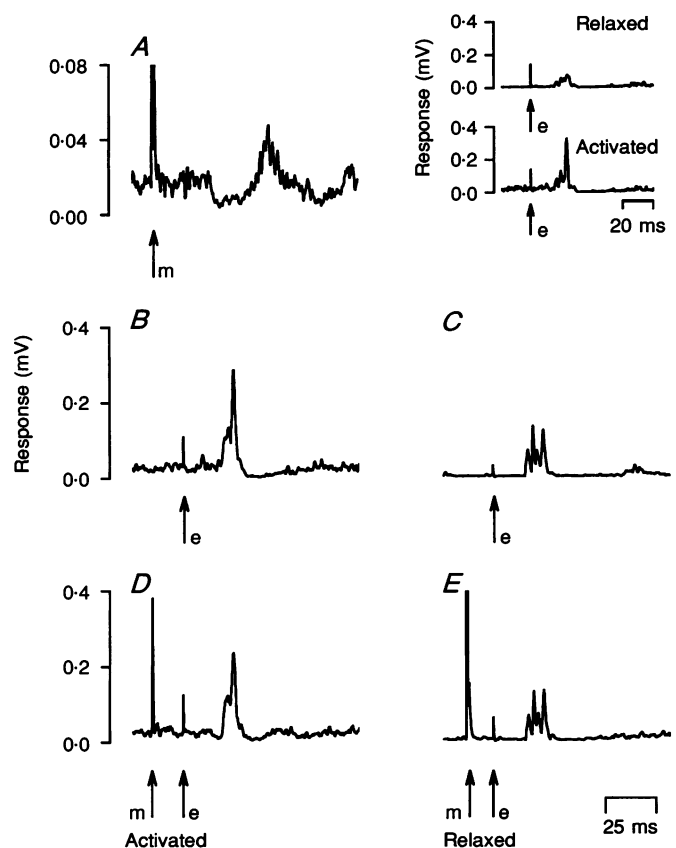 A
0·08
0·04
0·00
m
Response (mV)
0·4
0·2
0·0
Relaxed
e
0·4
0·2
0·0
Activated
e
20 ms
B
Response (mV)
0·4
0·2
0·0
e
C
e
D
0·4
0·2
0·0
m
e
Activated
E
m
e
Relaxed
25 ms